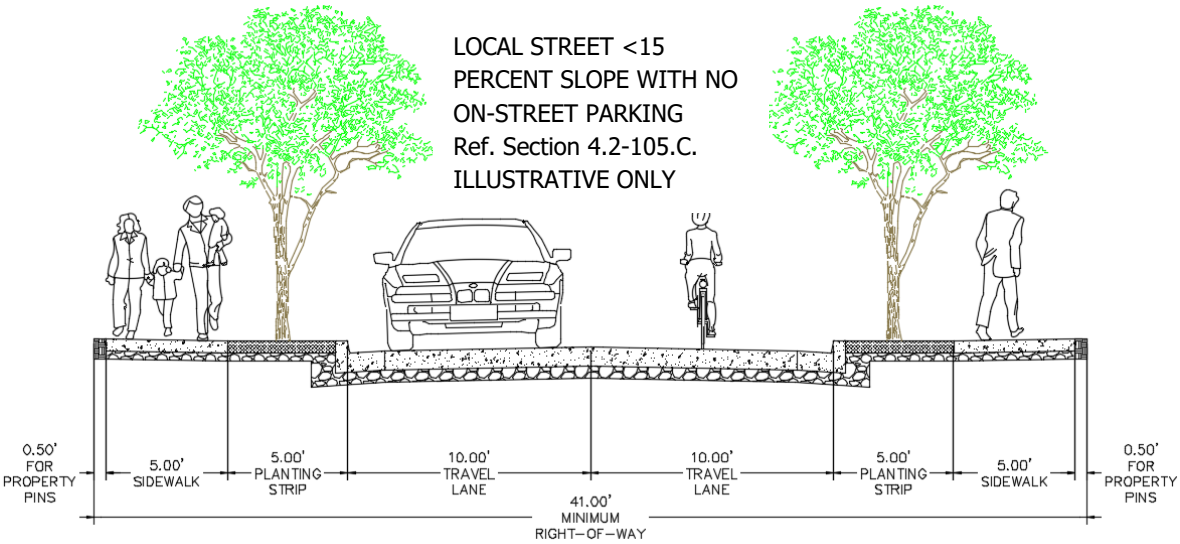 LOCAL STREET <15
PERCENT SLOPE WITH NO
ON-STREET PARKING
Ref. Section 4.2-105.C.
ILLUSTRATIVE ONLY
0.50'
FOR
PROPERTY
PINS
5.00'
SIDEWALK
5.00'
PLANTING
STRIP
10.00'
TRAVEL
LANE
10.00'
TRAVEL
LANE
5.00'
PLANTING
STRIP
5.00'
SIDEWALK
0.50'
FOR
PROPERTY
PINS
41.00'
MINIMUM
RIGHT-OF-WAY